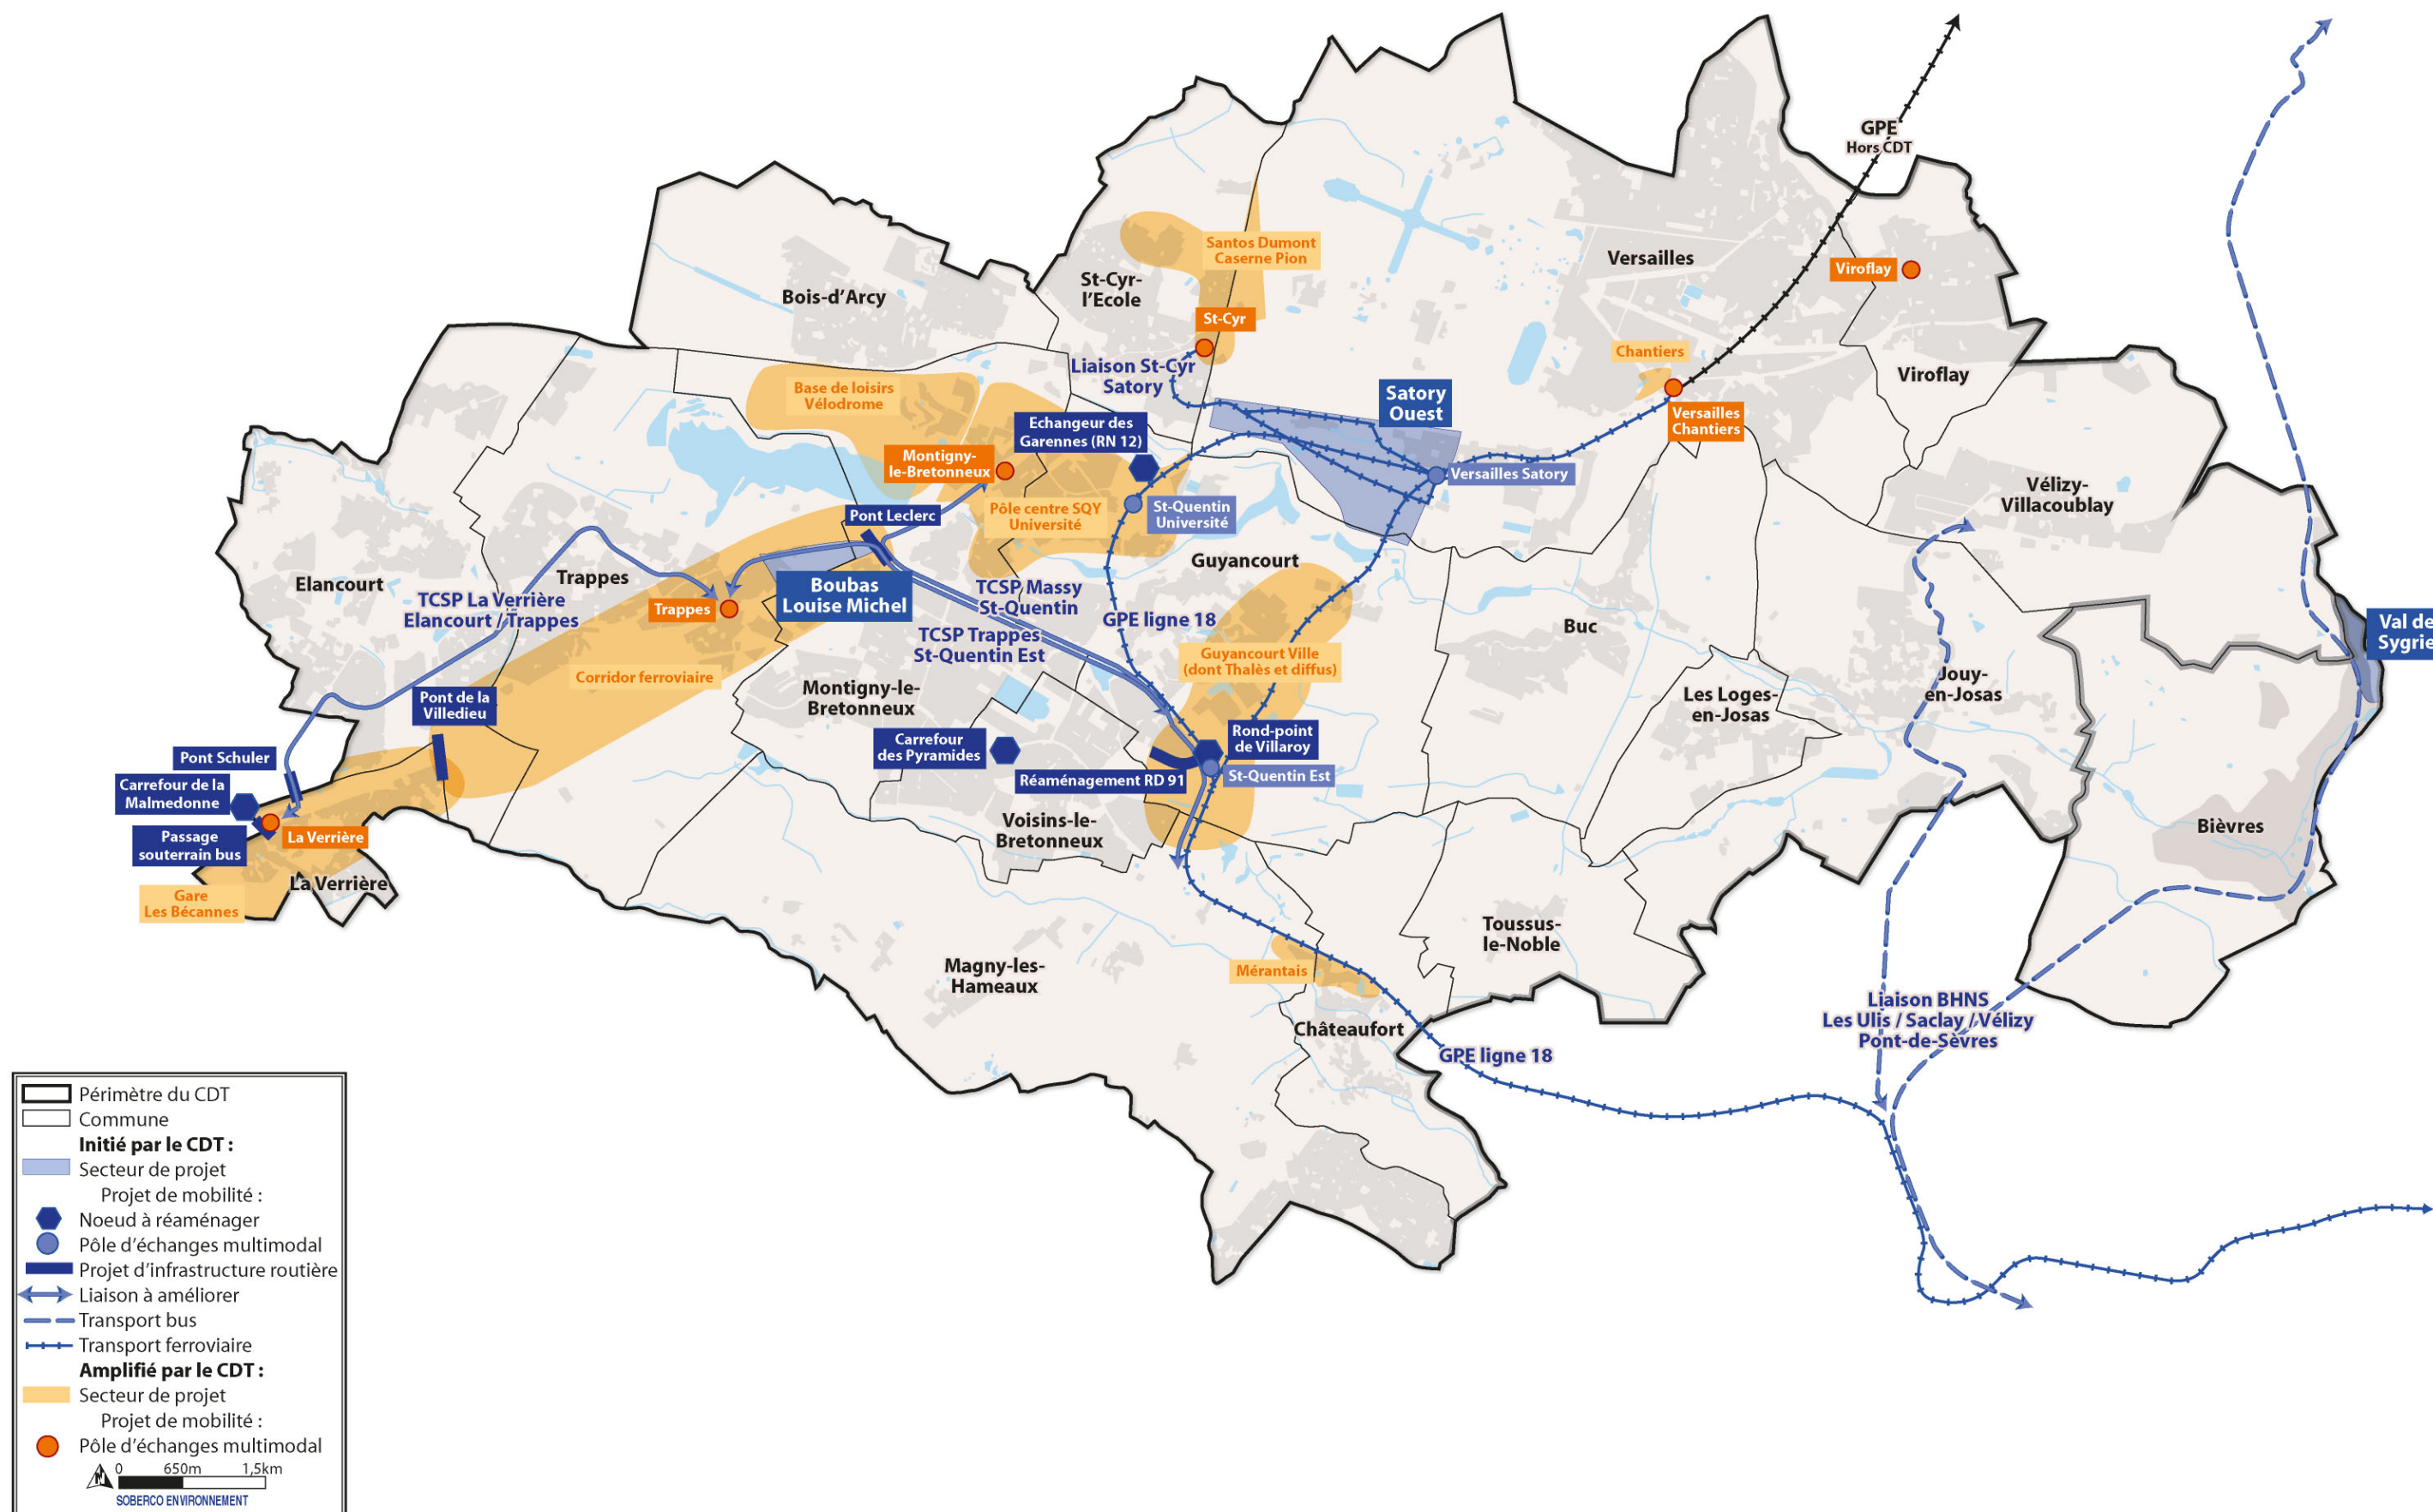 GPE
Hors CDT
Santos Dumont
Caserne Pion
Versailles
Viroflay
St-Cyr-
l'Ecole
Bois-d'Arcy
St-Cyr
Chantiers
Liaison St-Cyr
Satory
Viroflay
Base de loisirs
Vélodrome
Satory
Ouest
Versailles
Chantiers
Echangeur des
Garennes (RN 12)
Montigny-
le-Bretonneux
Versailles Satory
Vélizy-
Villacoublay
Pont Leclerc
Pôle centre SQY
Université
St-Quentin
Université
Guyancourt
Elancourt
Trappes
TCSP La Verrière
Elancourt / Trappes
Trappes
Boubas
Louise Michel
TCSP Massy
St-Quentin
GPE ligne 18
TCSP Trappes
St-Quentin Est
Buc
Val de
Sygrie
Guyancourt Ville
(dont Thalès et diffus)
Corridor ferroviaire
Pont de la
Villedieu
Montigny-le-
Bretonneux
Les Loges-
en-Josas
Jouy-
en-Josas
Carrefour
des Pyramides
Rond-point
de Villaroy
Pont Schuler
Réaménagement RD 91
St-Quentin Est
Carrefour de la
Malmedonne
Passage
souterrain bus
La Verrière
Voisins-le-
Bretonneux
Bièvres
La Verrière
Gare
Les Bécannes
Toussus-
le-Noble
Magny-les-
Hameaux
Mérantais
Châteaufort
Liaison BHNS
Les Ulis / Saclay / Vélizy
Pont-de-Sèvres
GPE ligne 18
Périmètre du CDT
Commune
Initié par le CDT :
Secteur de projet
Projet de mobilité :
Noeud à réaménager
Pôle d'échanges multimodal
Projet d'infrastructure routière
Liaison à améliorer
Transport bus
Transport ferroviaire
Amplifié par le CDT :
Secteur de projet
Projet de mobilité :
Pôle d'échanges multimodal
N
0 650m 1,5km
SOBERCO ENVIRONNEMENT